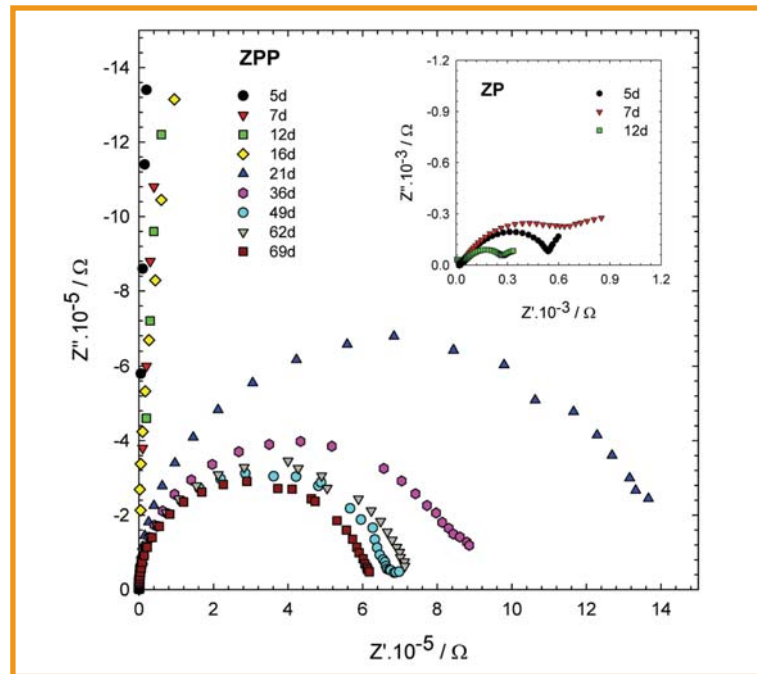 ZPP
5d
7d
12d
16d
21d
36d
49d
62d
69d
-14
-12
-10
-8
-6
-4
-2
0
0 2 4 6 8 10 12 14
Z''.10⁻⁵ / Ω
Z'.10⁻⁵ / Ω
ZP
5d
7d
12d
-1.2
-0.9
-0.6
-0.3
0.0
0.0 0.3 0.6 0.9 1.2
Z''.10⁻³ / Ω
Z'.10⁻³ / Ω